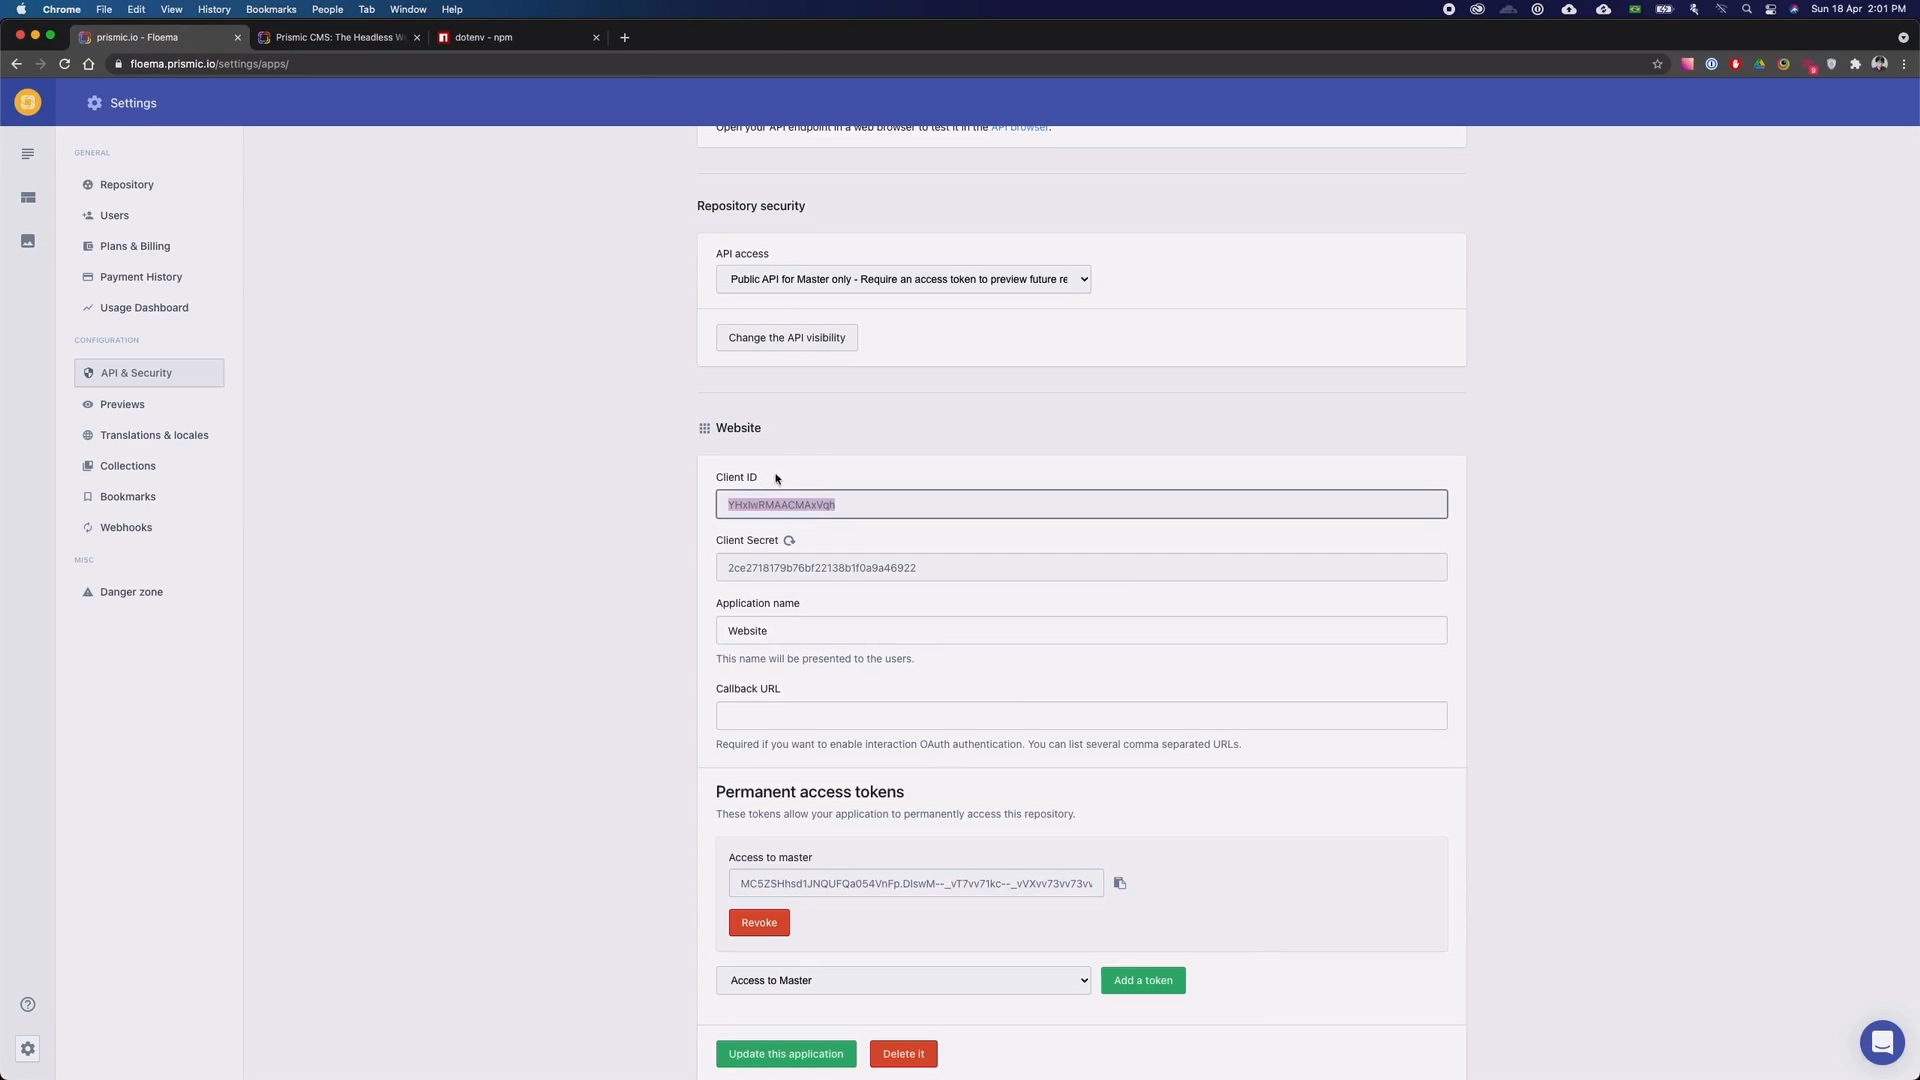 Chrome File Edit View History Bookmarks People Tab Window Help
Sun 18 Apr 2:01 PM
prismic.io - Floema
Prismic CMS: The Headless W
dotenv - npm
floema.prismic.io/settings/apps/
9
Settings
GENERAL
Repository
Users
Plans & Billing
Payment History
Usage Dashboard
CONFIGURATION
API & Security
Previews
Translations & locales
Collections
Bookmarks
Webhooks
MISC
Danger zone
Open your API endpoint in a web browser to test it in the API browser.
Repository security
API access
Public API for Master only - Require an access token to preview future re
Change the API visibility
Website
Client ID
YHxlwRMAACMAxVqh
Client Secret
2ce2718179b76bf22138b1f0a9a46922
Application name
Website
This name will be presented to the users.
Callback URL
Required if you want to enable interaction OAuth authentication. You can list several comma separated URLs.
Permanent access tokens
These tokens allow your application to permanently access this repository.
Access to master
MC5ZSHhsd1JNQUFQa054VnFp.DlswM--_vT7vv71kc--_vVXvv73vv73vv
Revoke
Access to Master
Add a token
Update this application
Delete it